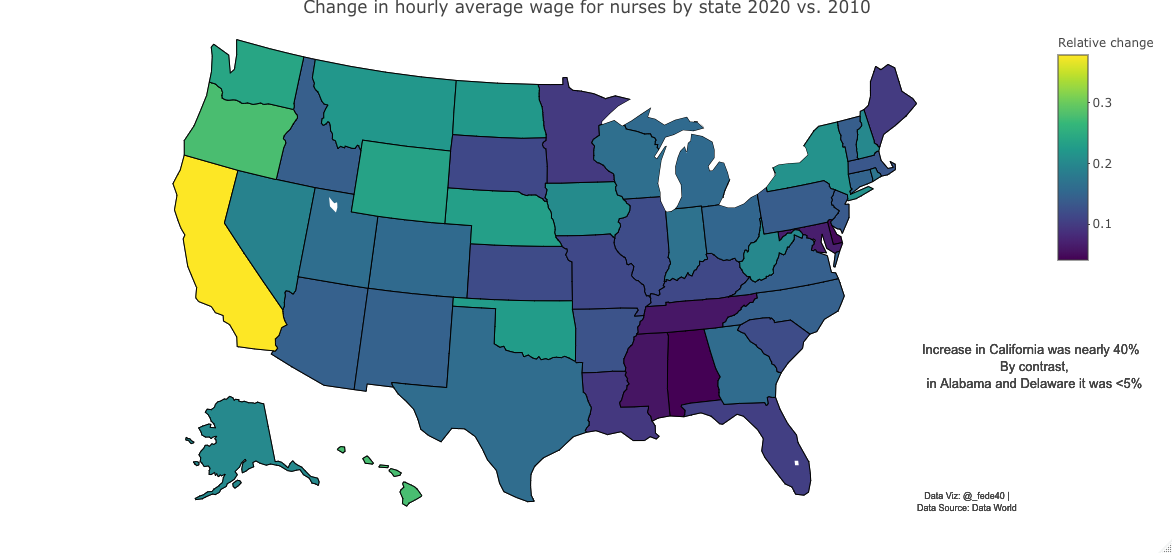 Change in hourly average wage for nurses by state 2020 vs. 2010
Relative change
0.3
0.2
0.1
Increase in California was nearly 40%
By contrast,
in Alabama and Delaware it was <5%
Data Viz: @_fede40 |
Data Source: Data World